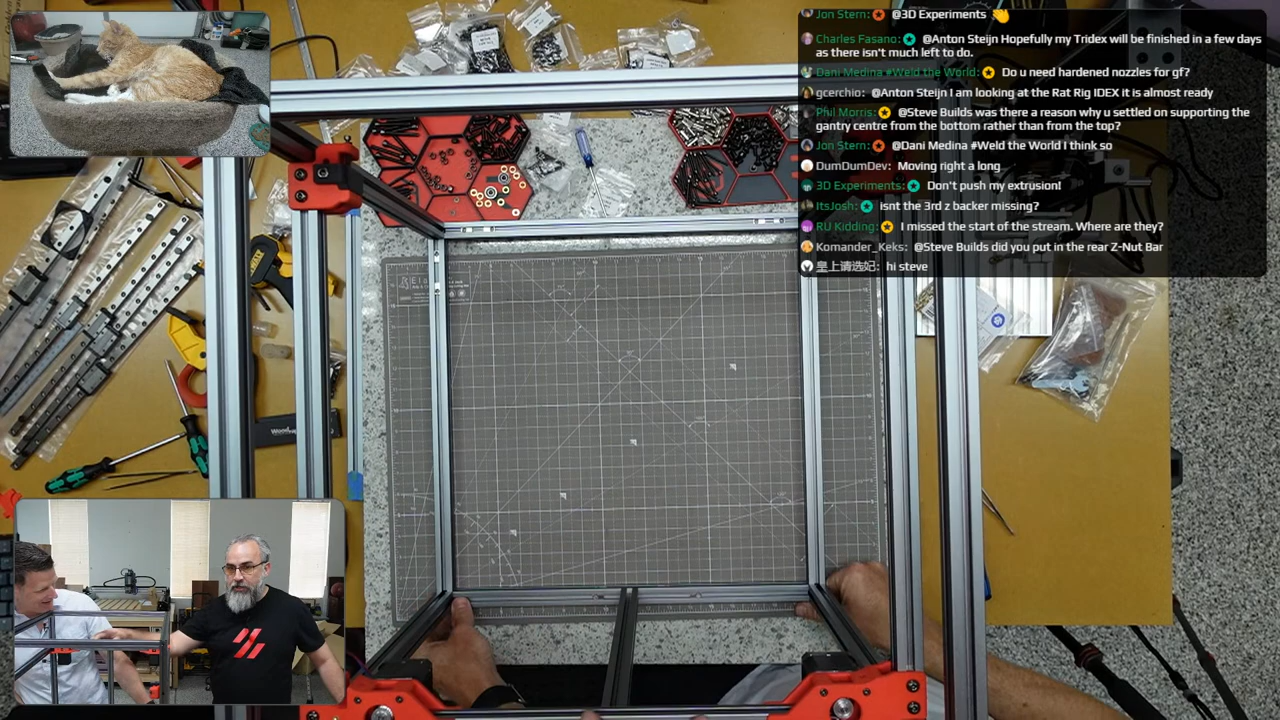 Jon Stern: @3D Experiments 👋
Charles Fasano: @Anton Steijn Hopefully my Tridex will be finished in a few days
as there isn't much left to do.
Dani Medina #Weld the World: Do u need hardened nozzles for gf?
gcerchio: @Anton Steijn I am looking at the Rat Rig IDEX it is almost ready
Phil Morris: @Steve Builds was there a reason why u settled on supporting the
gantry centre from the bottom rather than from the top?
Jon Stern: @Dani Medina #Weld the World I think so
DumDumDev: Moving right a long
3D Experiments: Don't push my extrusion!
ItsJosh: isnt the 3rd z backer missing?
RU Kidding: I missed the start of the stream. Where are they?
Komander_Keks: @Steve Builds did you put in the rear Z-Nut Bar
皇上请选妃: hi steve